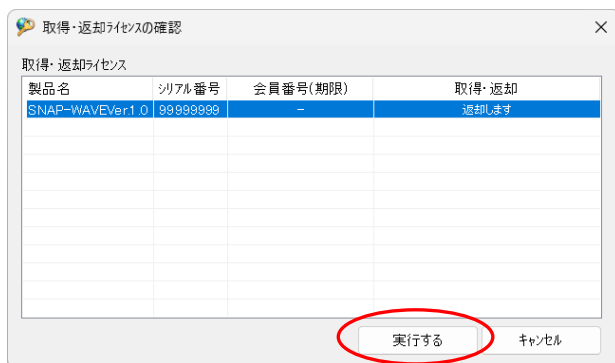 取得・返却ﾗｲｾﾝｽの確認
取得・返却ﾗｲｾﾝｽ
製品名 ｼﾘｱﾙ番号 会員番号(期限) 取得・返却
SNAP-WAVEVer.1.0 99999999 － 返却します
実行する ｷｬﾝｾﾙ